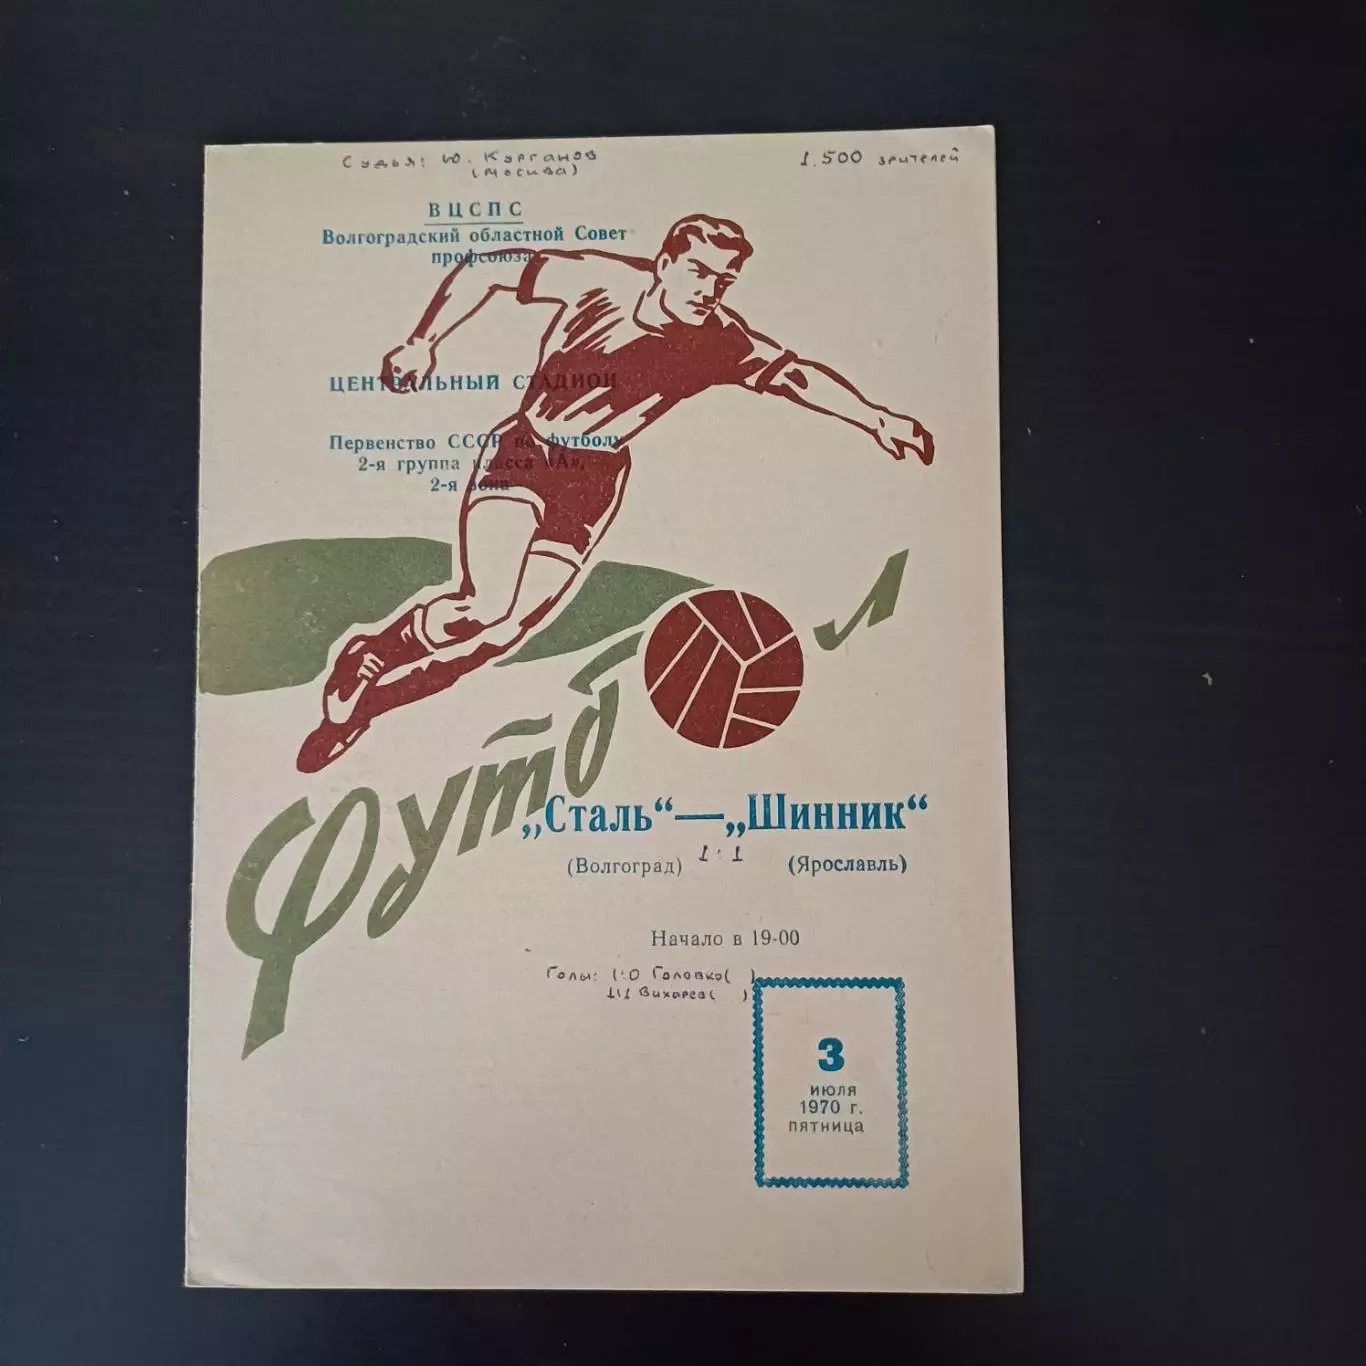 Судья: Ю. Курганов 1.500 зрителей
(Москва)
ВЦСПС
Волгоградский областной Совет
профсоюза
ЦЕНТРАЛЬНЫЙ СТАДИОН
Первенство СССР по футболу
2-я группа класса «А»,
2-я зона
Футбол
„Сталь“—„Шинник“
(Волгоград) 1:1 (Ярославль)
Начало в 19-00
Голы: 1:0 Головко( )
1:1 Вихарев( )
3
ИЮЛЯ
1970 г.
ПЯТНИЦА